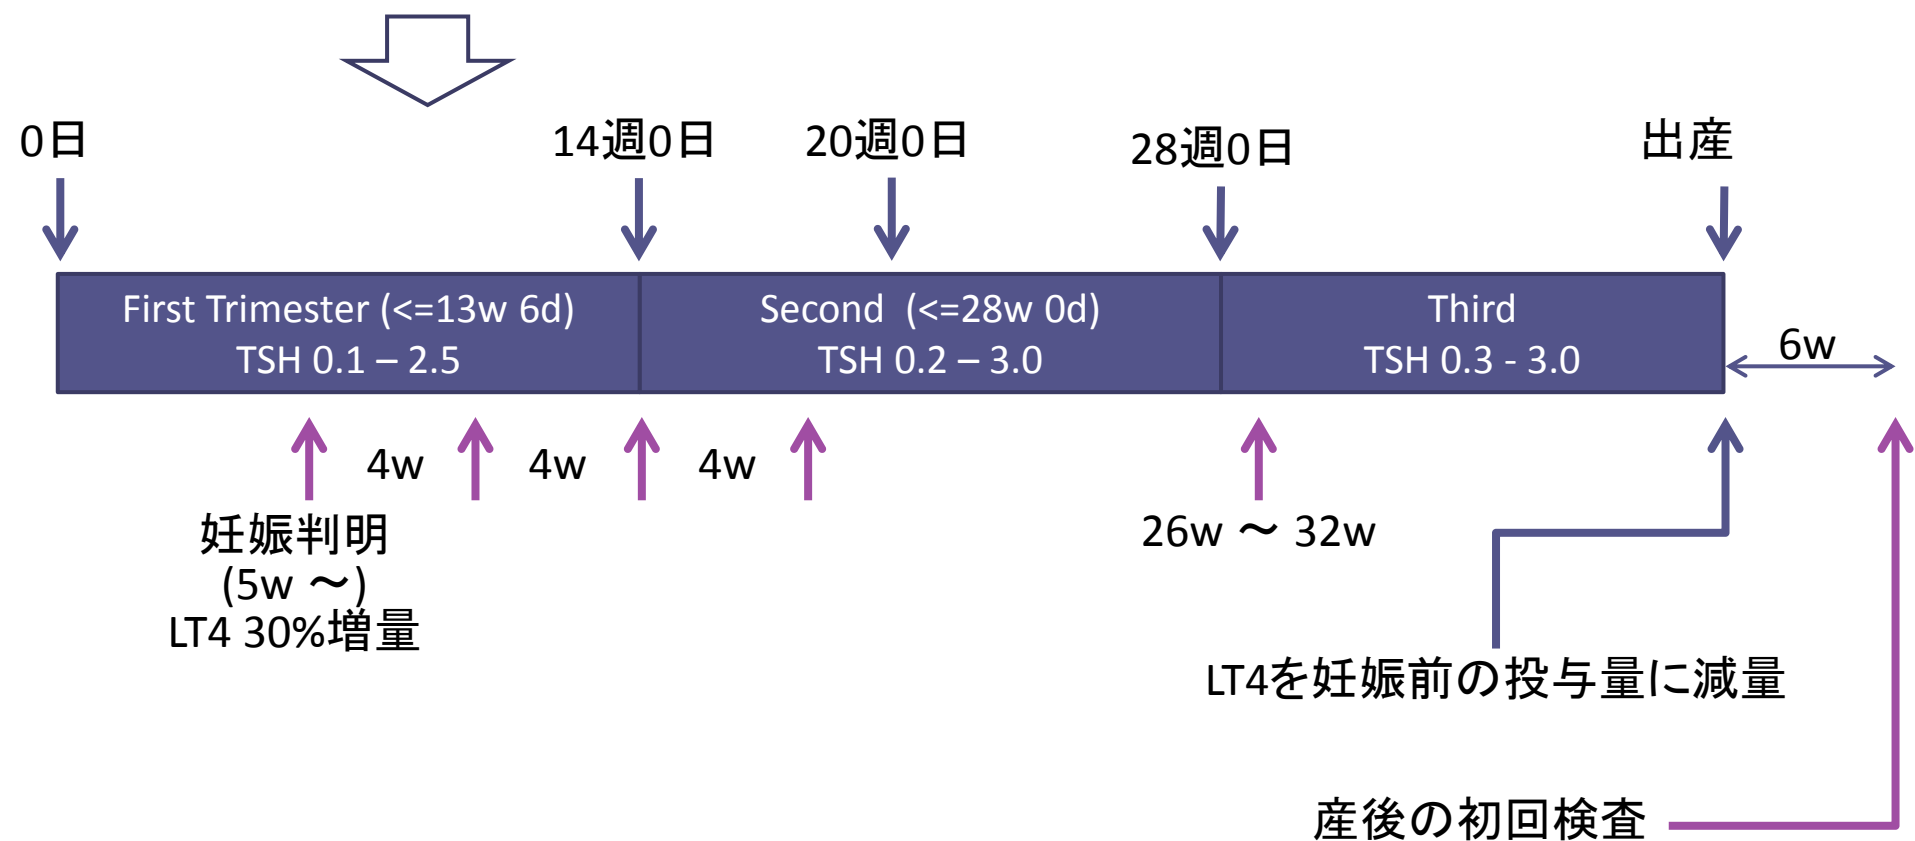 0日
14週0日
20週0日
28週0日
出産
First Trimester (<=13w 6d)
TSH 0.1 – 2.5
Second (<=28w 0d)
TSH 0.2 – 3.0
Third
TSH 0.3 - 3.0
6w
4w
4w
4w
妊娠判明
(5w ～)
LT4 30%増量
26w ～ 32w
LT4を妊娠前の投与量に減量
産後の初回検査